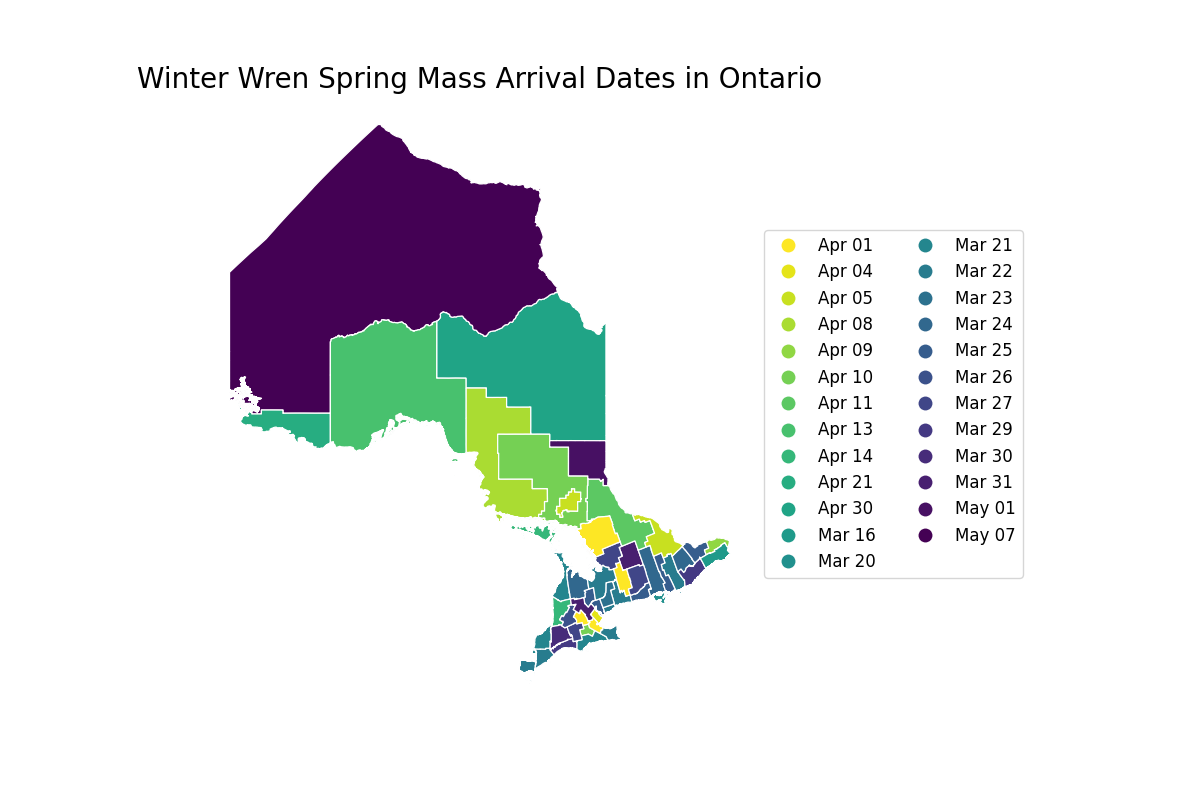 Winter Wren Spring Mass Arrival Dates in Ontario
Apr 01
Apr 04
Apr 05
Apr 08
Apr 09
Apr 10
Apr 11
Apr 13
Apr 14
Apr 21
Apr 30
Mar 16
Mar 20
Mar 21
Mar 22
Mar 23
Mar 24
Mar 25
Mar 26
Mar 27
Mar 29
Mar 30
Mar 31
May 01
May 07